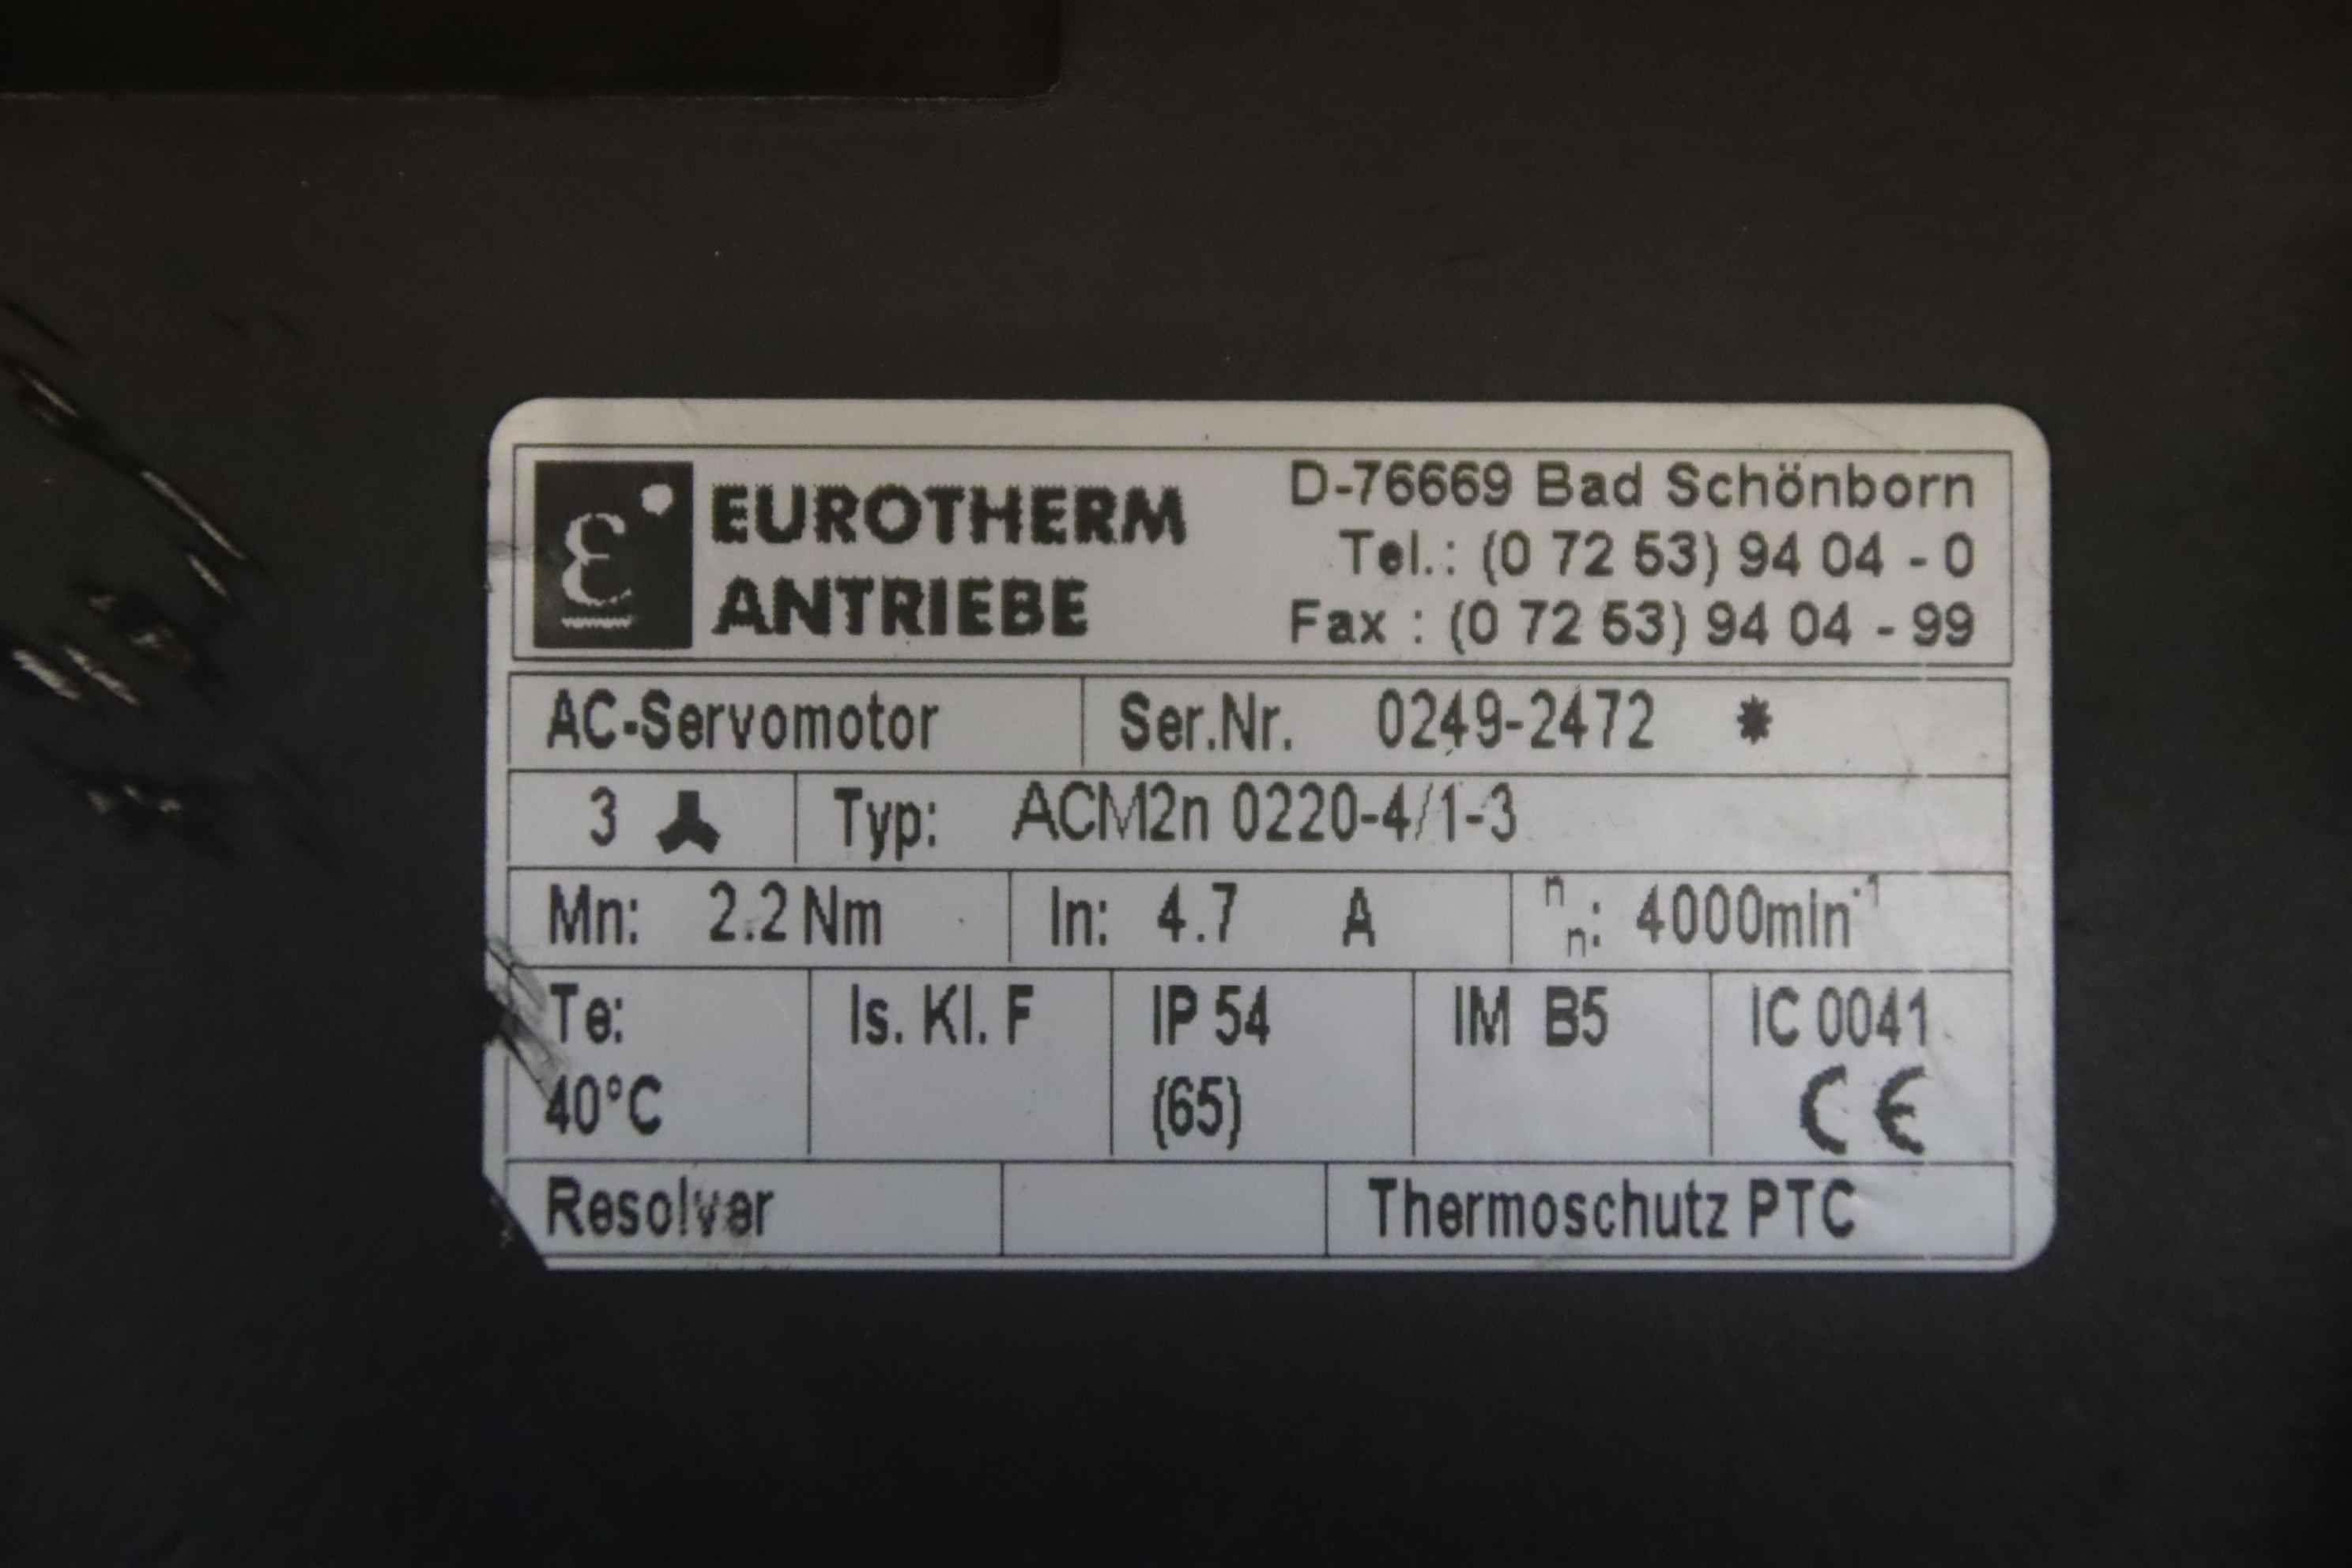 ε°
EUROTHERM
ANTRIEBE
D-76669 Bad Schönborn
Tel.: (0 72 53) 94 04 - 0
Fax : (0 72 53) 94 04 - 99
AC-Servomotor Ser.Nr. 0249-2472 *
3 Typ: ACM2n 0220-4/1-3
Mn: 2.2 Nm In: 4.7 A nn: 4000min⁻¹
Te: Is. Kl. F IP 54 IM B5 IC 0041
40°C (65) CE
Resolver Thermoschutz PTC